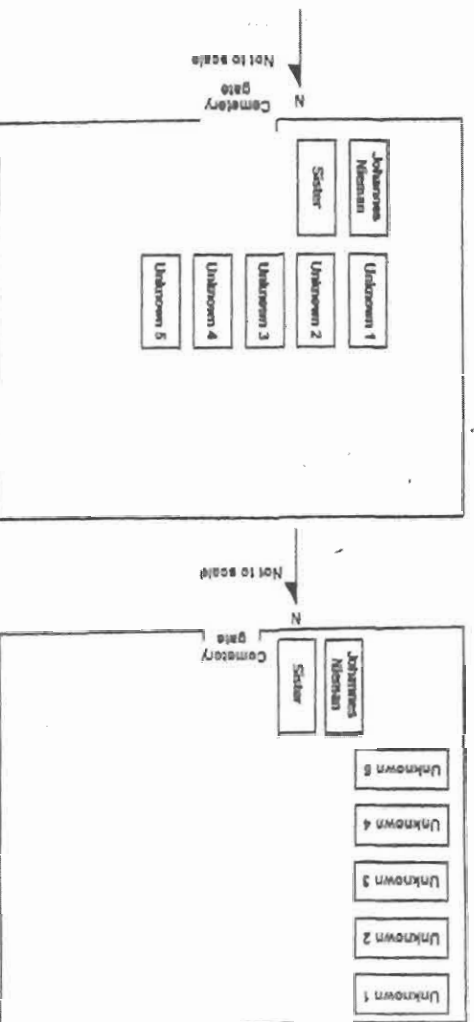 Not to scale
N
Cemetery
gate
Johannes
Nieman
Sister
Unknown 1
Unknown 2
Unknown 3
Unknown 4
Unknown 5
Not to scale
N
Cemetery
gate
Johannes
Nieman
Sister
Unknown 5
Unknown 4
Unknown 3
Unknown 2
Unknown 1